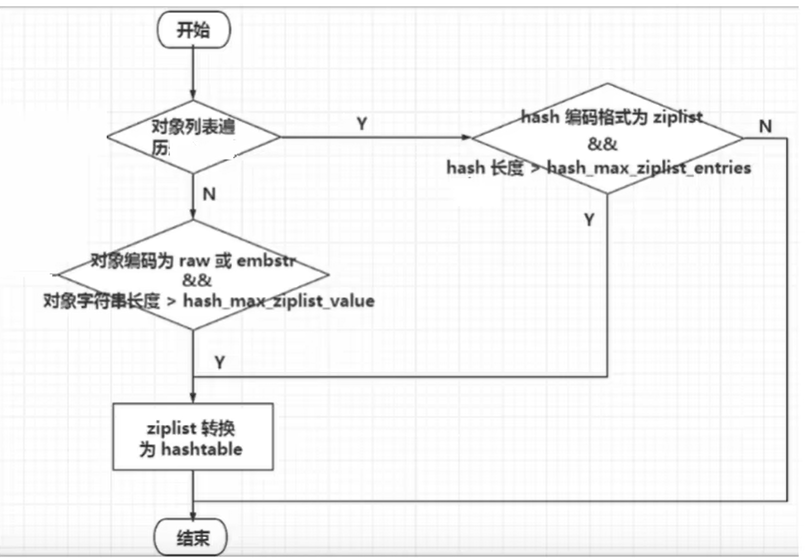 开始
对象列表遍
历
Y
hash 编码格式为 ziplist
&&
hash 长度 > hash_max_ziplist_entries
N
N
Y
对象编码为 raw 或 embstr
&&
对象字符串长度 > hash_max_ziplist_value
Y
ziplist 转换
为 hashtable
结束